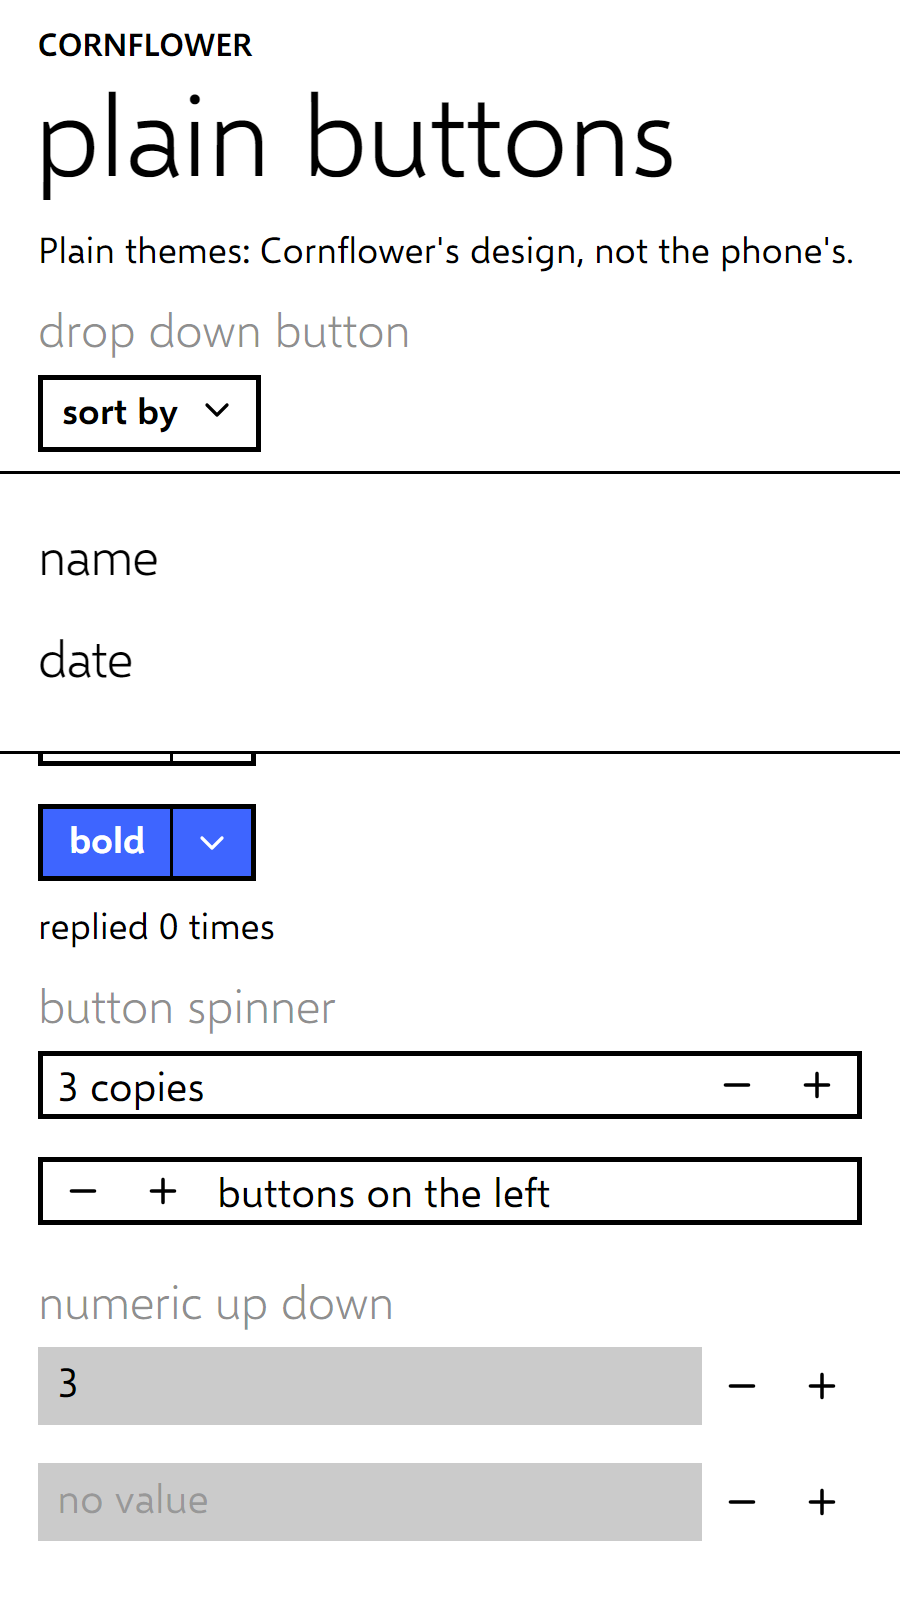 CORNFLOWER
plain buttons
Plain themes: Cornflower's design, not the phone's.
drop down button
sort by
name
date
bold
replied 0 times
button spinner
3 copies
buttons on the left
numeric up down
3
no value